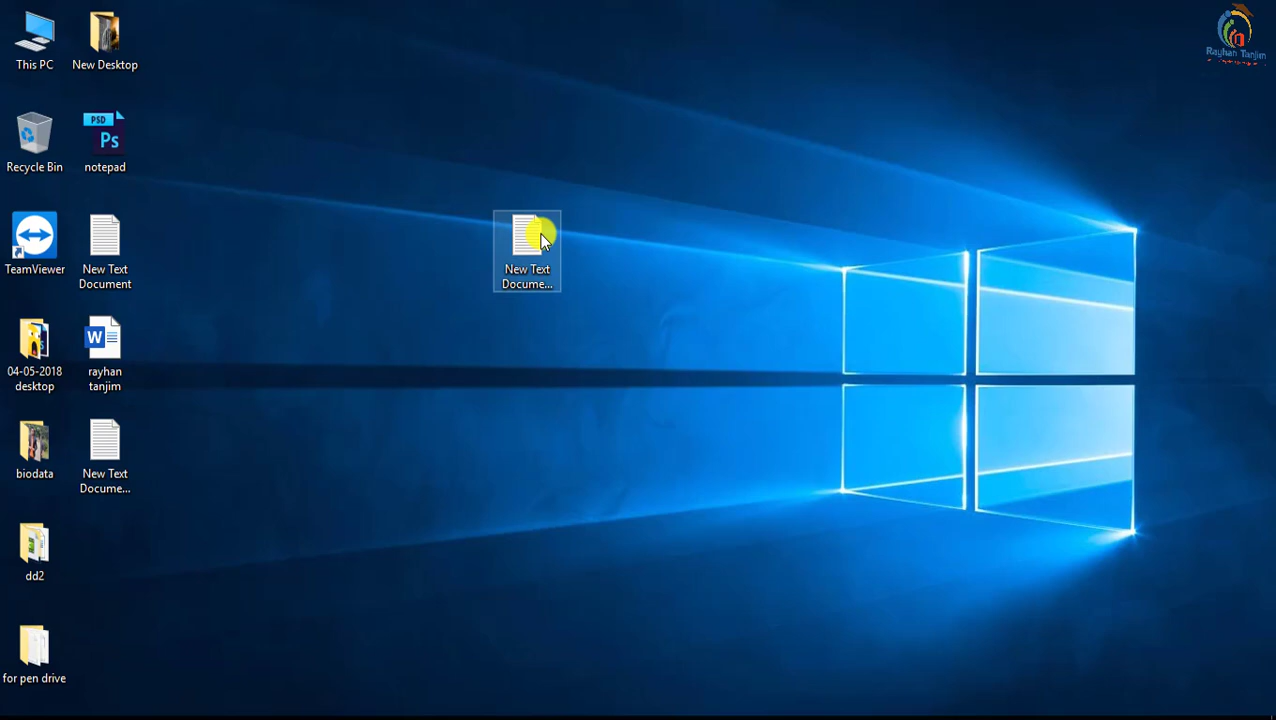 This PC
New Desktop
Rayhan Tanjim
Recycle Bin
PSD
Ps
notepad
TeamViewer
New Text
Document
New Text
Docume...
04-05-2018
desktop
W
rayhan
tanjim
biodata
New Text
Docume...
dd2
for pen drive